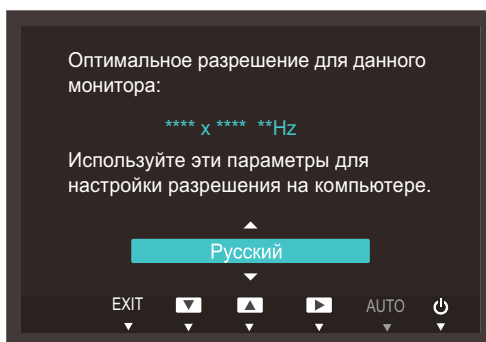 Оптимальное разрешение для данного
монитора:
**** x **** **Hz
Используйте эти параметры для
настройки разрешения на компьютере.
Русский
EXIT AUTO